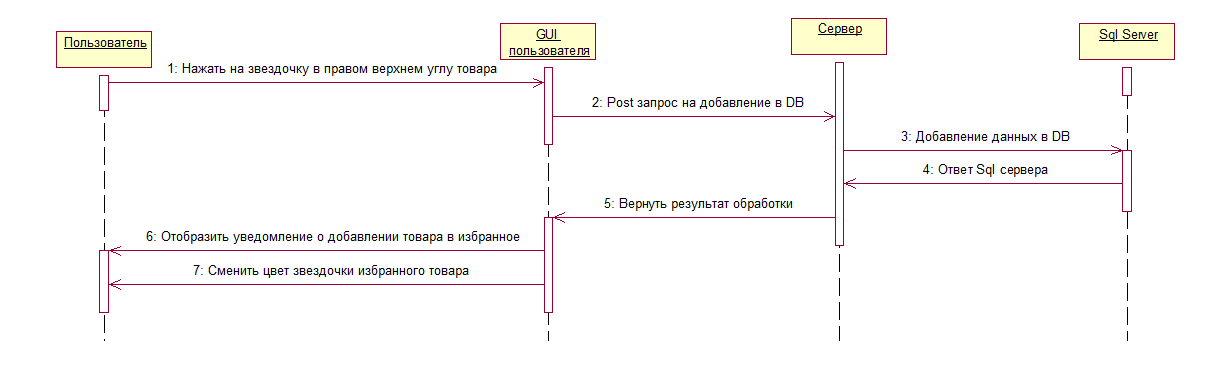 Пользователь
GUI
пользователя
Сервер
Sql Server
1: Нажать на звездочку в правом верхнем углу товара
2: Post запрос на добавление в DB
3: Добавление данных в DB
4: Ответ Sql сервера
5: Вернуть результат обработки
6: Отобразить уведомление о добавлении товара в избранное
7: Сменить цвет звездочки избранного товара